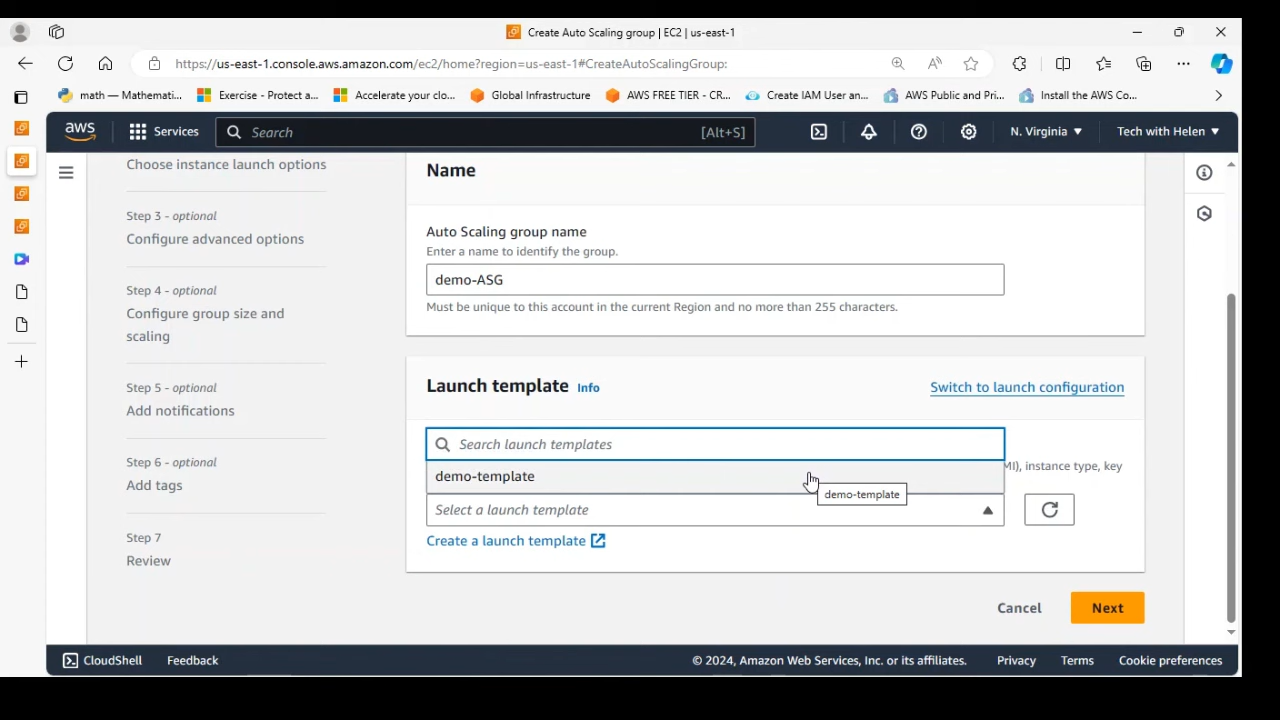 Create Auto Scaling group | EC2 | us-east-1
https://us-east-1.console.aws.amazon.com/ec2/home?region=us-east-1#CreateAutoScalingGroup:
math — Mathemati...
Exercise - Protect a...
Accelerate your clo...
Global Infrastructure
AWS FREE TIER - CR...
Create IAM User an...
AWS Public and Pri...
Install the AWS Co...
aws
Services
Search
[Alt+S]
N. Virginia
Tech with Helen
Choose instance launch options
Step 3 - optional
Configure advanced options
Step 4 - optional
Configure group size and
scaling
Step 5 - optional
Add notifications
Step 6 - optional
Add tags
Step 7
Review
Name
Auto Scaling group name
Enter a name to identify the group.
demo-ASG
Must be unique to this account in the current Region and no more than 255 characters.
Launch template Info
Switch to launch configuration
Search launch templates
MI), instance type, key
demo-template
demo-template
Select a launch template
Create a launch template
Cancel
Next
CloudShell
Feedback
© 2024, Amazon Web Services, Inc. or its affiliates.
Privacy
Terms
Cookie preferences